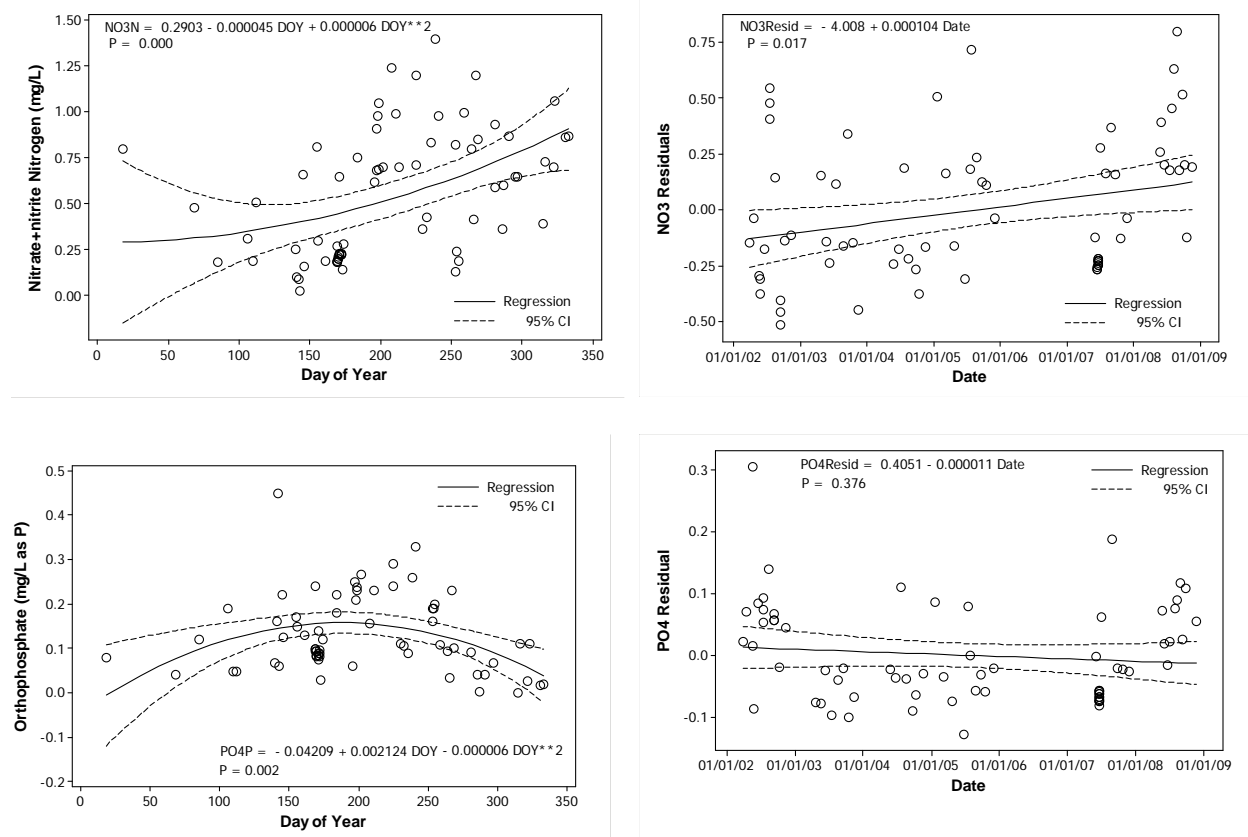 NO3N = 0.2903 - 0.000045 DOY + 0.000006 DOY**2
P = 0.000
Nitrate+nitrite Nitrogen (mg/L)
1.50
1.25
1.00
0.75
0.50
0.25
0.00
Regression
95% CI
0 50 100 150 200 250 300 350
Day of Year
NO3Resid = - 4.008 + 0.000104 Date
P = 0.017
NO3 Residuals
0.75
0.50
0.25
0.00
-0.25
-0.50
Regression
95% CI
01/01/02 01/01/03 01/01/04 01/01/05 01/01/06 01/01/07 01/01/08 01/01/09
Date
Orthophosphate (mg/L as P)
0.5
0.4
0.3
0.2
0.1
0.0
-0.1
-0.2
Regression
95% CI
PO4P = - 0.04209 + 0.002124 DOY - 0.000006 DOY**2
P = 0.002
0 50 100 150 200 250 300 350
Day of Year
PO4Resid = 0.4051 - 0.000011 Date
P = 0.376
Regression
95% CI
PO4 Residual
0.3
0.2
0.1
0.0
-0.1
01/01/02 01/01/03 01/01/04 01/01/05 01/01/06 01/01/07 01/01/08 01/01/09
Date